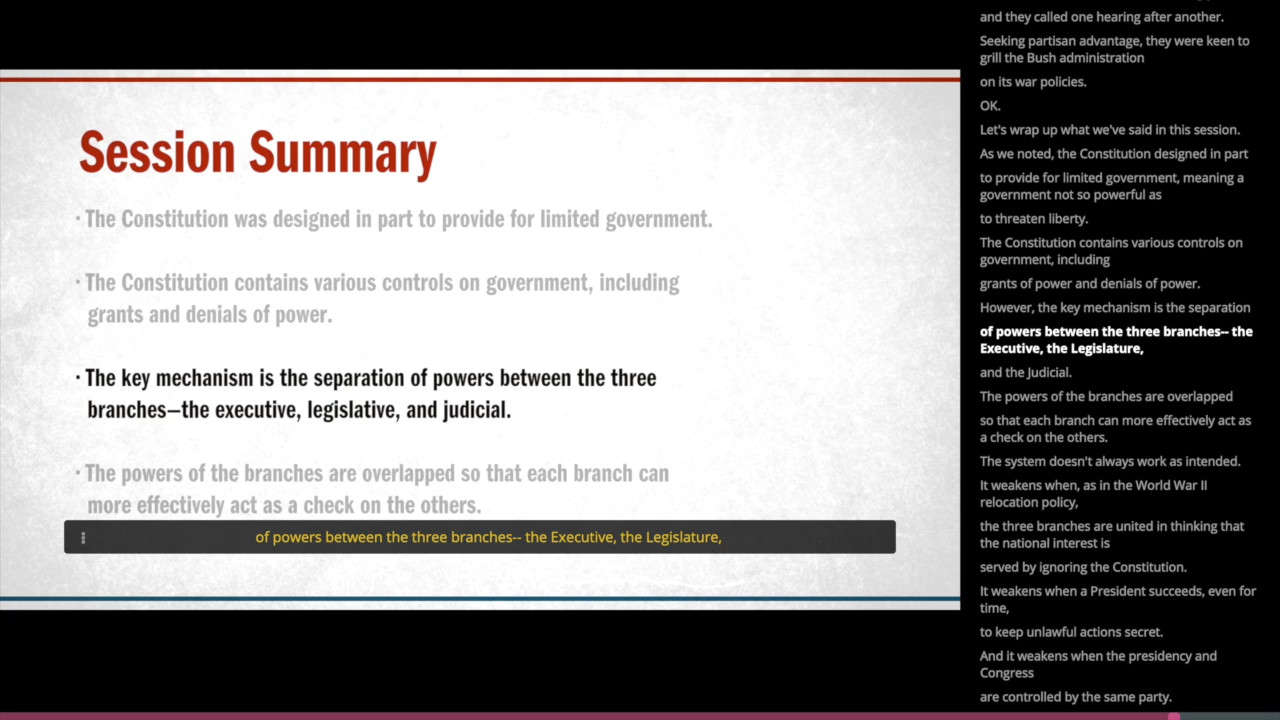 Session Summary
· The Constitution was designed in part to provide for limited government.
· The Constitution contains various controls on government, including
grants and denials of power.
· The key mechanism is the separation of powers between the three
branches—the executive, legislative, and judicial.
· The powers of the branches are overlapped so that each branch can
more effectively act as a check on the others.
of powers between the three branches-- the Executive, the Legislature,
and they called one hearing after another.
Seeking partisan advantage, they were keen to
grill the Bush administration
on its war policies.
OK.
Let's wrap up what we've said in this session.
As we noted, the Constitution designed in part
to provide for limited government, meaning a
government not so powerful as
to threaten liberty.
The Constitution contains various controls on
government, including
grants of power and denials of power.
However, the key mechanism is the separation
of powers between the three branches-- the
Executive, the Legislature,
and the Judicial.
The powers of the branches are overlapped
so that each branch can more effectively act as
a check on the others.
The system doesn't always work as intended.
It weakens when, as in the World War II
relocation policy,
the three branches are united in thinking that
the national interest is
served by ignoring the Constitution.
It weakens when a President succeeds, even for
time,
to keep unlawful actions secret.
And it weakens when the presidency and
Congress
are controlled by the same party.